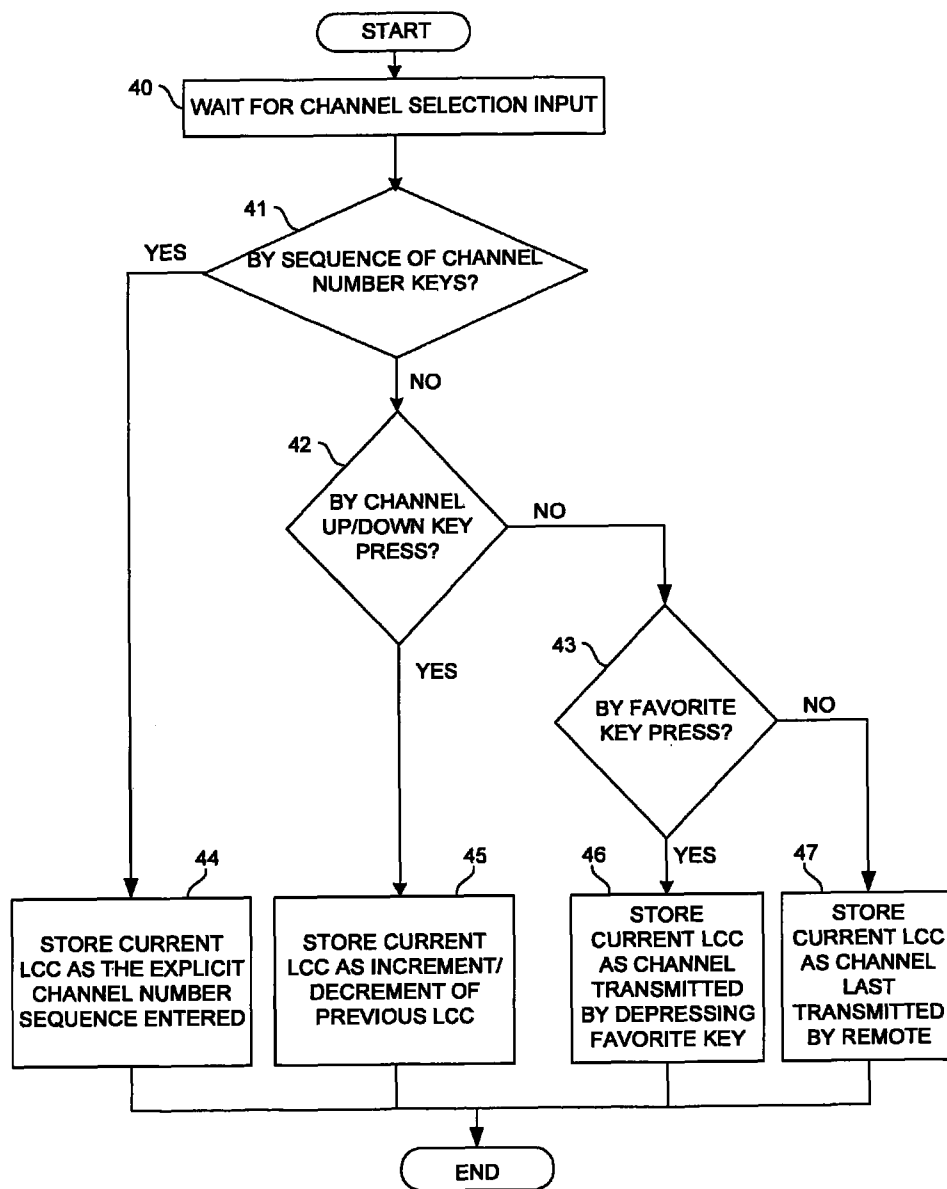 START
40
WAIT FOR CHANNEL SELECTION INPUT
41
YES
BY SEQUENCE OF CHANNEL
NUMBER KEYS?
NO
42
BY CHANNEL
UP/DOWN KEY
PRESS?
NO
YES
43
BY FAVORITE
KEY PRESS?
NO
YES
44
STORE CURRENT
LCC AS THE EXPLICIT
CHANNEL NUMBER
SEQUENCE ENTERED
45
STORE CURRENT
LCC AS INCREMENT/
DECREMENT OF
PREVIOUS LCC
46
STORE
CURRENT LCC
AS CHANNEL
TRANSMITTED
BY DEPRESSING
FAVORITE KEY
47
STORE
CURRENT LCC
AS CHANNEL
LAST
TRANSMITTED
BY REMOTE
END